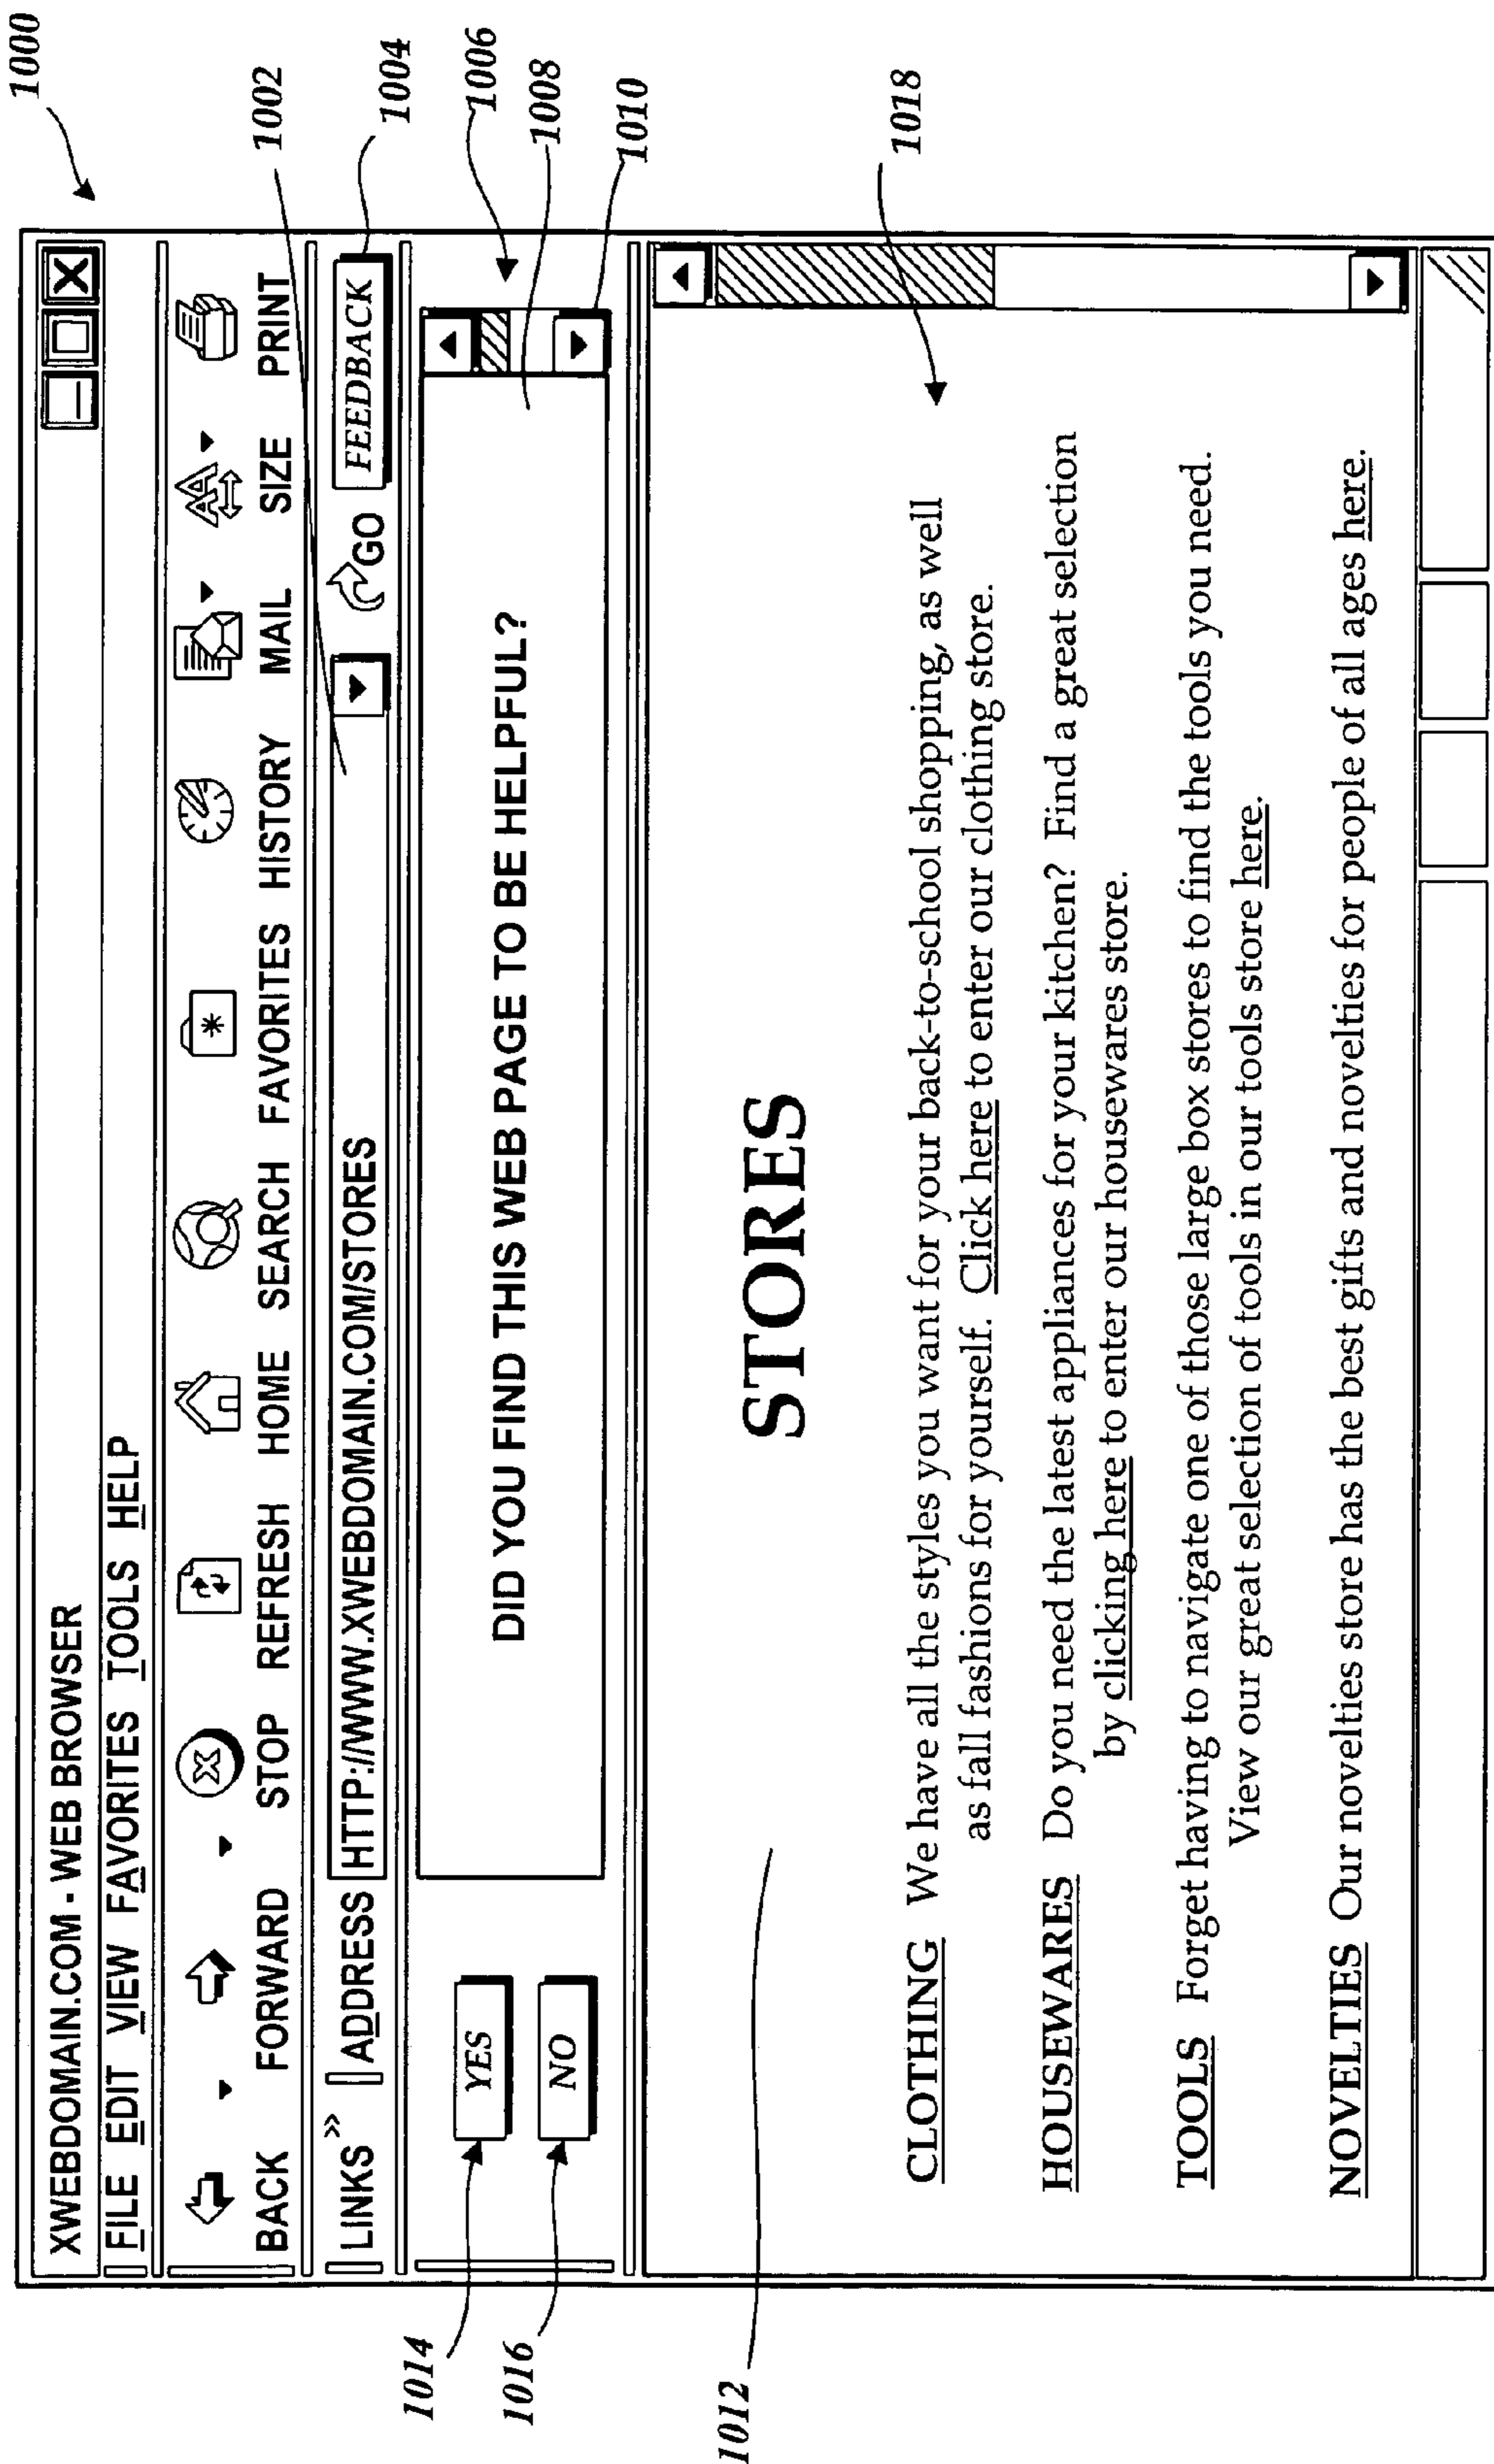 1000
XWEBDOMAIN.COM - WEB BROWSER
FILE EDIT VIEW FAVORITES TOOLS HELP
BACK FORWARD STOP REFRESH HOME SEARCH FAVORITES HISTORY MAIL SIZE PRINT
1002
LINKS » ADDRESS HTTP://WWW.XWEBDOMAIN.COM/STORES GO FEEDBACK
1004
1006
1008
1010
1014
YES
DID YOU FIND THIS WEB PAGE TO BE HELPFUL?
1016
NO
1012
STORES
1018
CLOTHING We have all the styles you want for your back-to-school shopping, as well
as fall fashions for yourself. Click here to enter our clothing store.
HOUSEWARES Do you need the latest appliances for your kitchen? Find a great selection
by clicking here to enter our housewares store.
TOOLS Forget having to navigate one of those large box stores to find the tools you need.
View our great selection of tools in our tools store here.
NOVELTIES Our novelties store has the best gifts and novelties for people of all ages here.